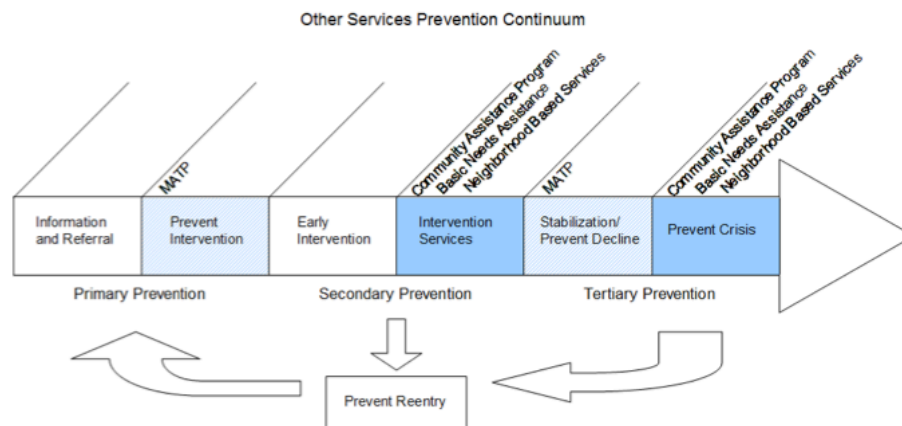 Other Services Prevention Continuum
MATP
Community Assistance Program
Basic Needs Assistance
Neighborhood Based Services
MATP
Community Assistance Program
Basic Needs Assistance
Neighborhood Based Services
Information
and Referral
Prevent
Intervention
Early
Intervention
Intervention
Services
Stabilization/
Prevent Decline
Prevent Crisis
Primary Prevention
Secondary Prevention
Tertiary Prevention
Prevent Reentry